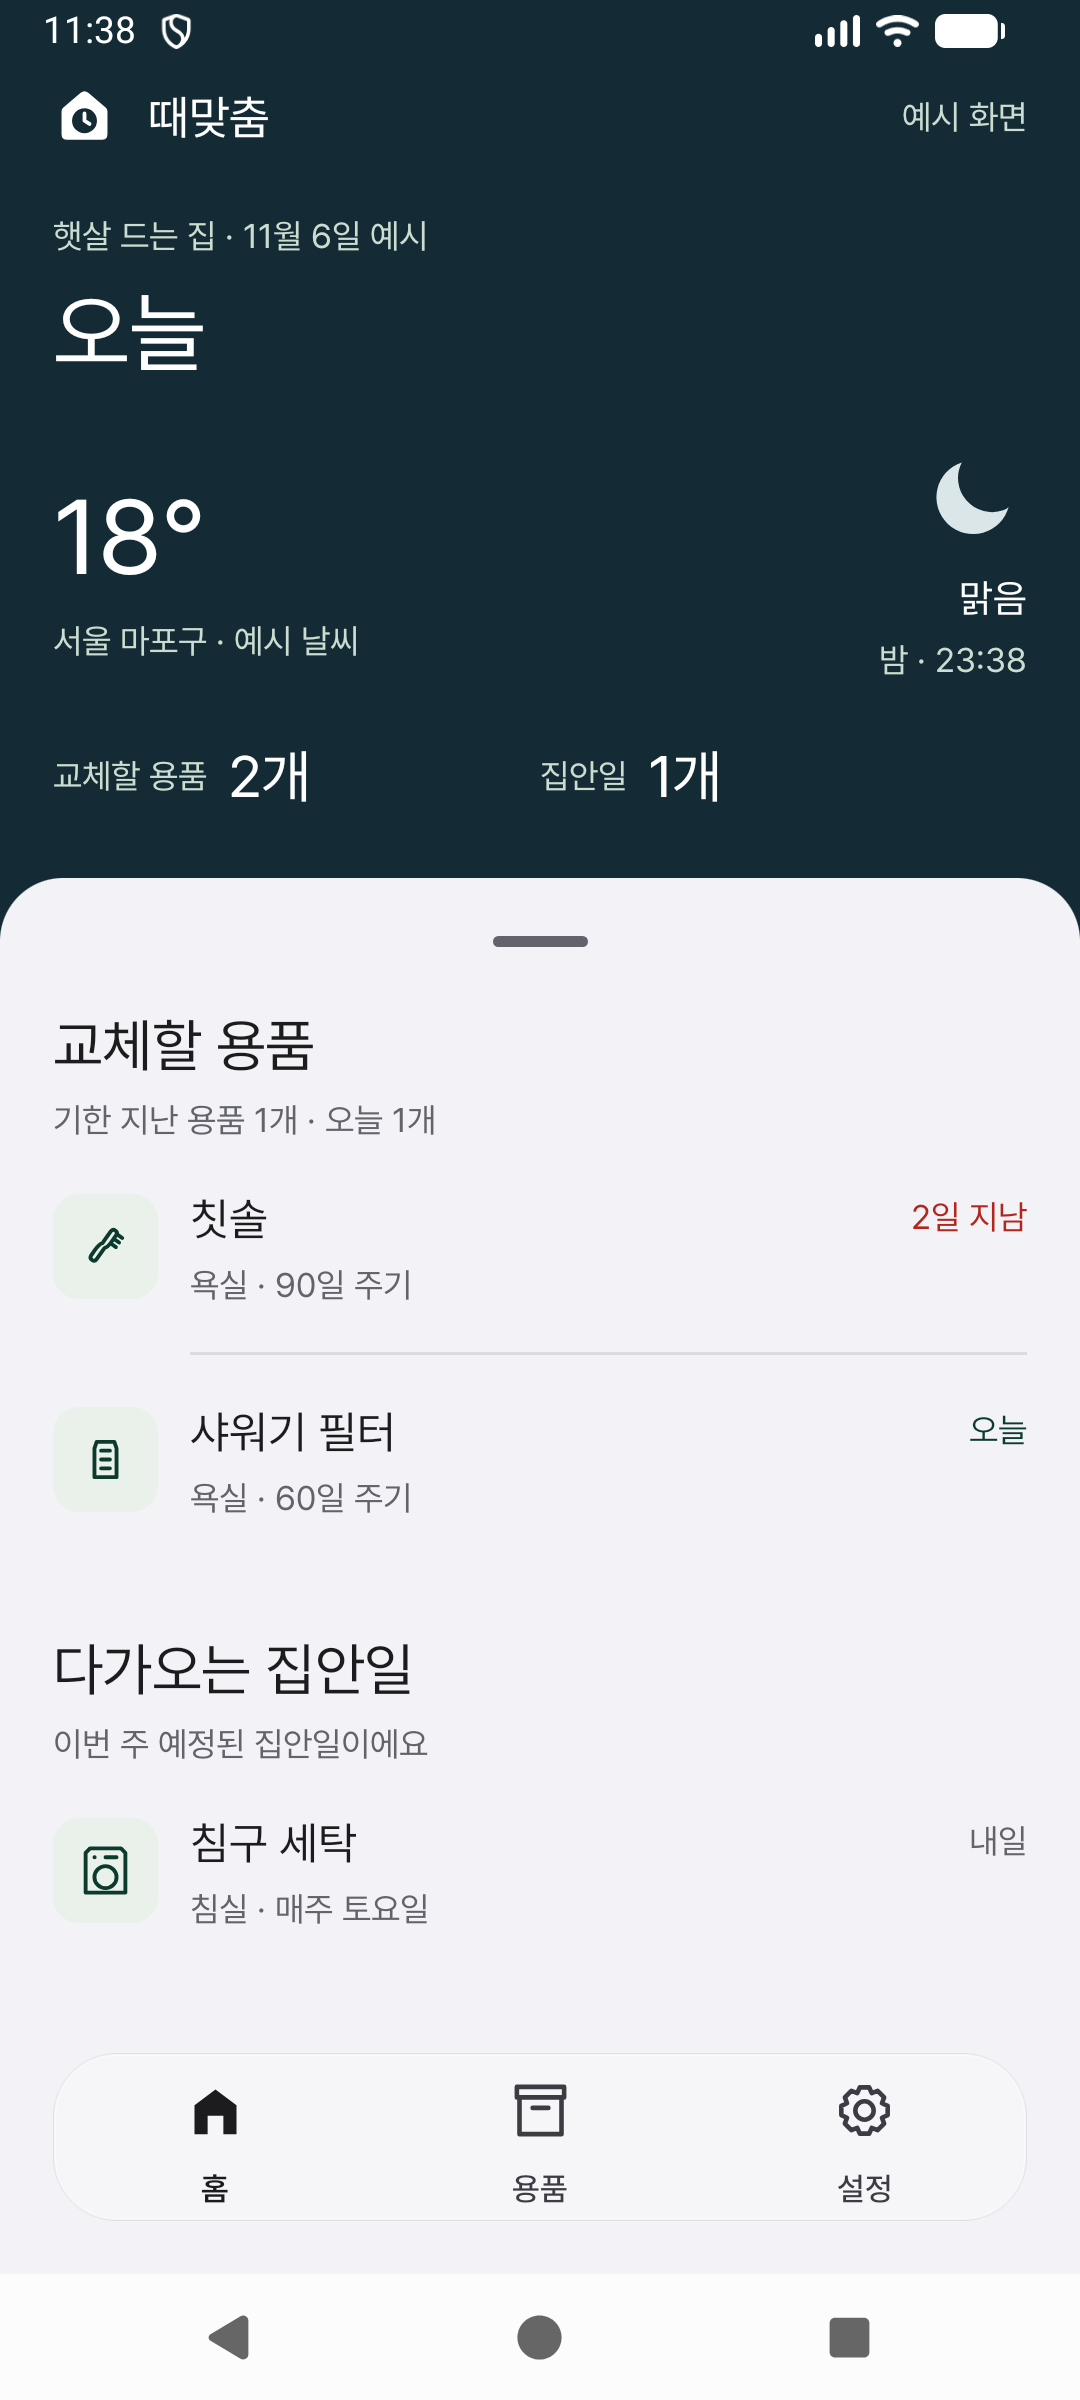 11:38
때맞춤
예시 화면
햇살 드는 집 · 11월 6일 예시
오늘
18°
맑음
서울 마포구 · 예시 날씨
밤 · 23:38
교체할 용품 2개
집안일 1개
교체할 용품
기한 지난 용품 1개 · 오늘 1개
칫솔
2일 지남
욕실 · 90일 주기
샤워기 필터
오늘
욕실 · 60일 주기
다가오는 집안일
이번 주 예정된 집안일이에요
침구 세탁
내일
침실 · 매주 토요일
홈
용품
설정